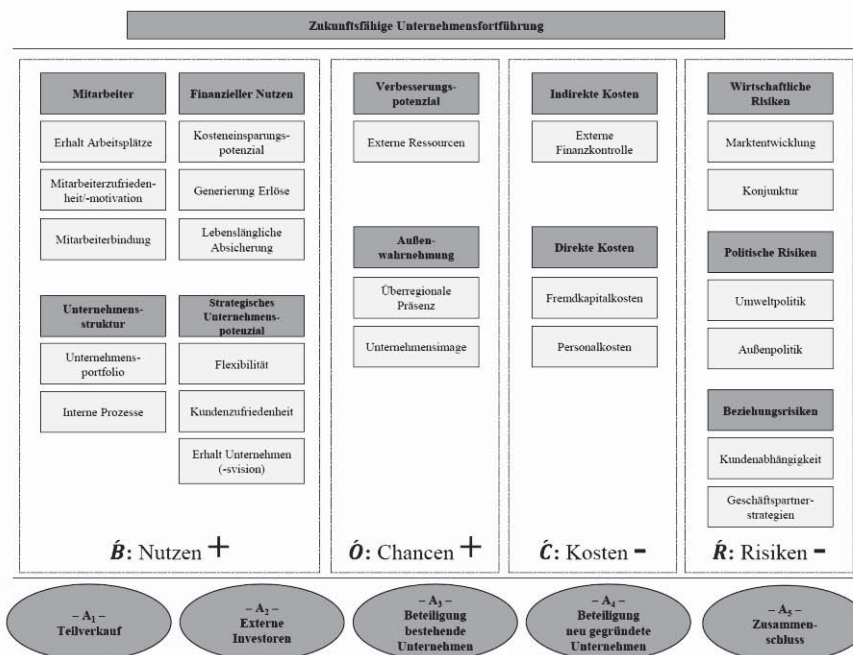 Zukunftsfähige Unternehmensfortführung
Mitarbeiter
Erhalt Arbeitsplätze
Mitarbeiterzufrieden-
heit/-motivation
Mitarbeiterbindung
Finanzieller Nutzen
Kosteneinsparungs-
potenzial
Generierung Erlöse
Lebenslängliche
Absicherung
Unternehmens-
struktur
Unternehmens-
portfolio
Interne Prozesse
Strategisches
Unternehmens-
potenzial
Flexibilität
Kundenzufriedenheit
Erhalt Unternehmen
(-svision)
B́: Nutzen +
Verbesserungs-
potenzial
Externe Ressourcen
Außen-
wahrnehmung
Überregionale
Präsenz
Unternehmensimage
Ó: Chancen +
Indirekte Kosten
Externe
Finanzkontrolle
Direkte Kosten
Fremdkapitalkosten
Personalkosten
Ć: Kosten -
Wirtschaftliche
Risiken
Marktentwicklung
Konjunktur
Politische Risiken
Umweltpolitik
Außenpolitik
Beziehungsrisiken
Kundenabhängigkeit
Geschäftspartner-
strategien
Ŕ: Risiken -
– A₁ –
Teilverkauf
– A₂ –
Externe
Investoren
– A₃ –
Beteiligung
bestehende
Unternehmen
– A₄ –
Beteiligung
neu gegründete
Unternehmen
– A₅ –
Zusammen-
schluss